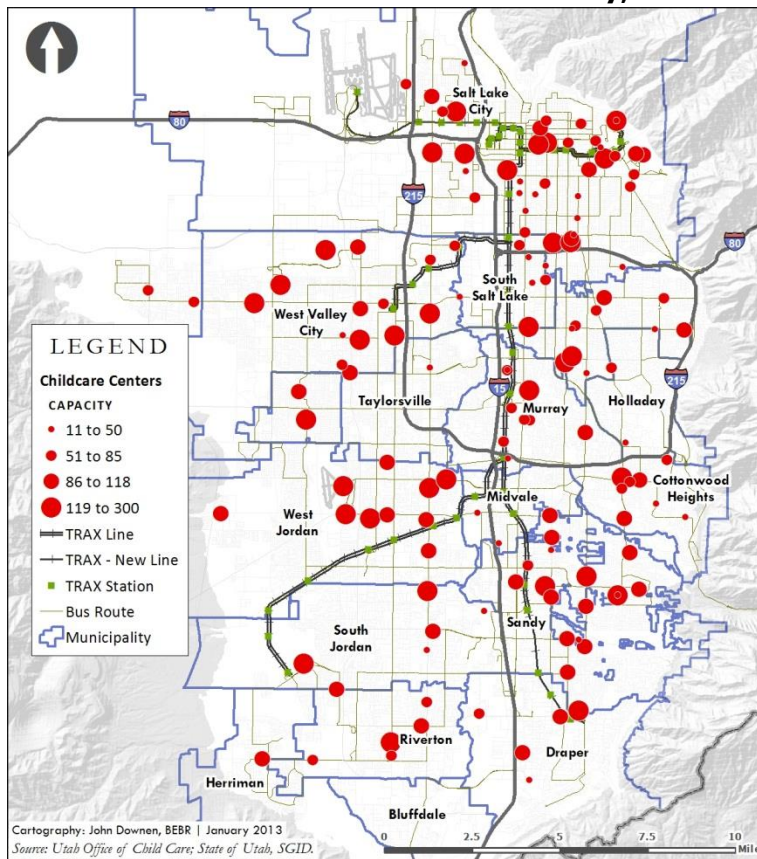 Salt Lake
City
80
215
80
South
Salt Lake
West Valley
City
LEGEND
Childcare Centers
CAPACITY
11 to 50
51 to 85
86 to 118
119 to 300
TRAX Line
TRAX - New Line
TRAX Station
Bus Route
Municipality
15
215
Taylorsville
Murray
Holladay
Cottonwood
Heights
Midvale
West
Jordan
Sandy
South
Jordan
Riverton
Draper
Herriman
Bluffdale
Cartography: John Downen, BEBR | January 2013
Source: Utah Office of Child Care; State of Utah, SGID.
0 2.5 5 7.5 10